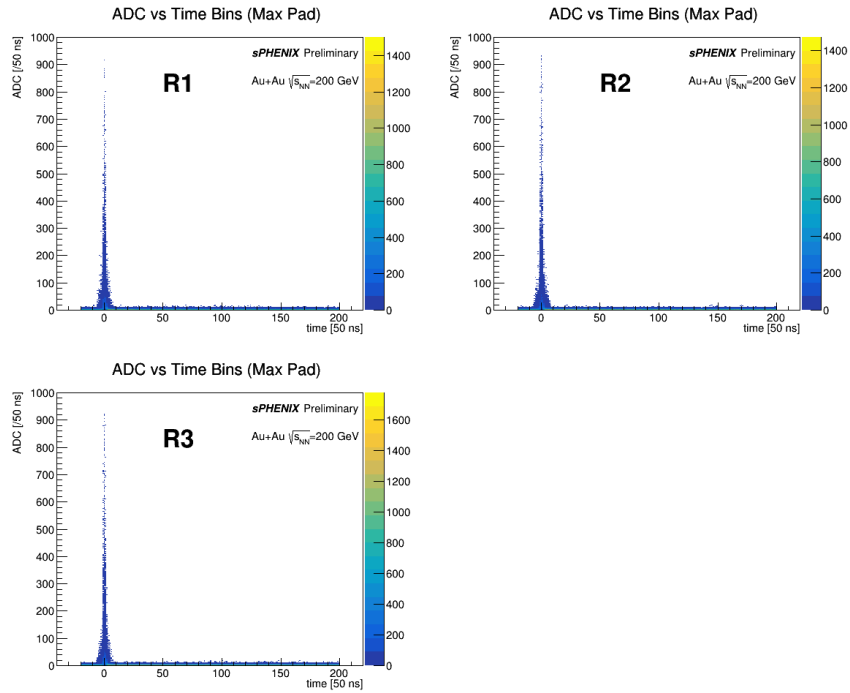 ADC vs Time Bins (Max Pad)
ADC [/50 ns]
1000
900
800
700
600
500
400
300
200
100
0
sPHENIX Preliminary
Au+Au √sNN=200 GeV
R1
0 50 100 150 200
time [50 ns]
1400
1200
1000
800
600
400
200
0
ADC vs Time Bins (Max Pad)
ADC [/50 ns]
1000
900
800
700
600
500
400
300
200
100
0
sPHENIX Preliminary
Au+Au √sNN=200 GeV
R2
0 50 100 150 200
time [50 ns]
1400
1200
1000
800
600
400
200
0
ADC vs Time Bins (Max Pad)
ADC [/50 ns]
1000
900
800
700
600
500
400
300
200
100
0
sPHENIX Preliminary
Au+Au √sNN=200 GeV
R3
0 50 100 150 200
time [50 ns]
1600
1400
1200
1000
800
600
400
200
0